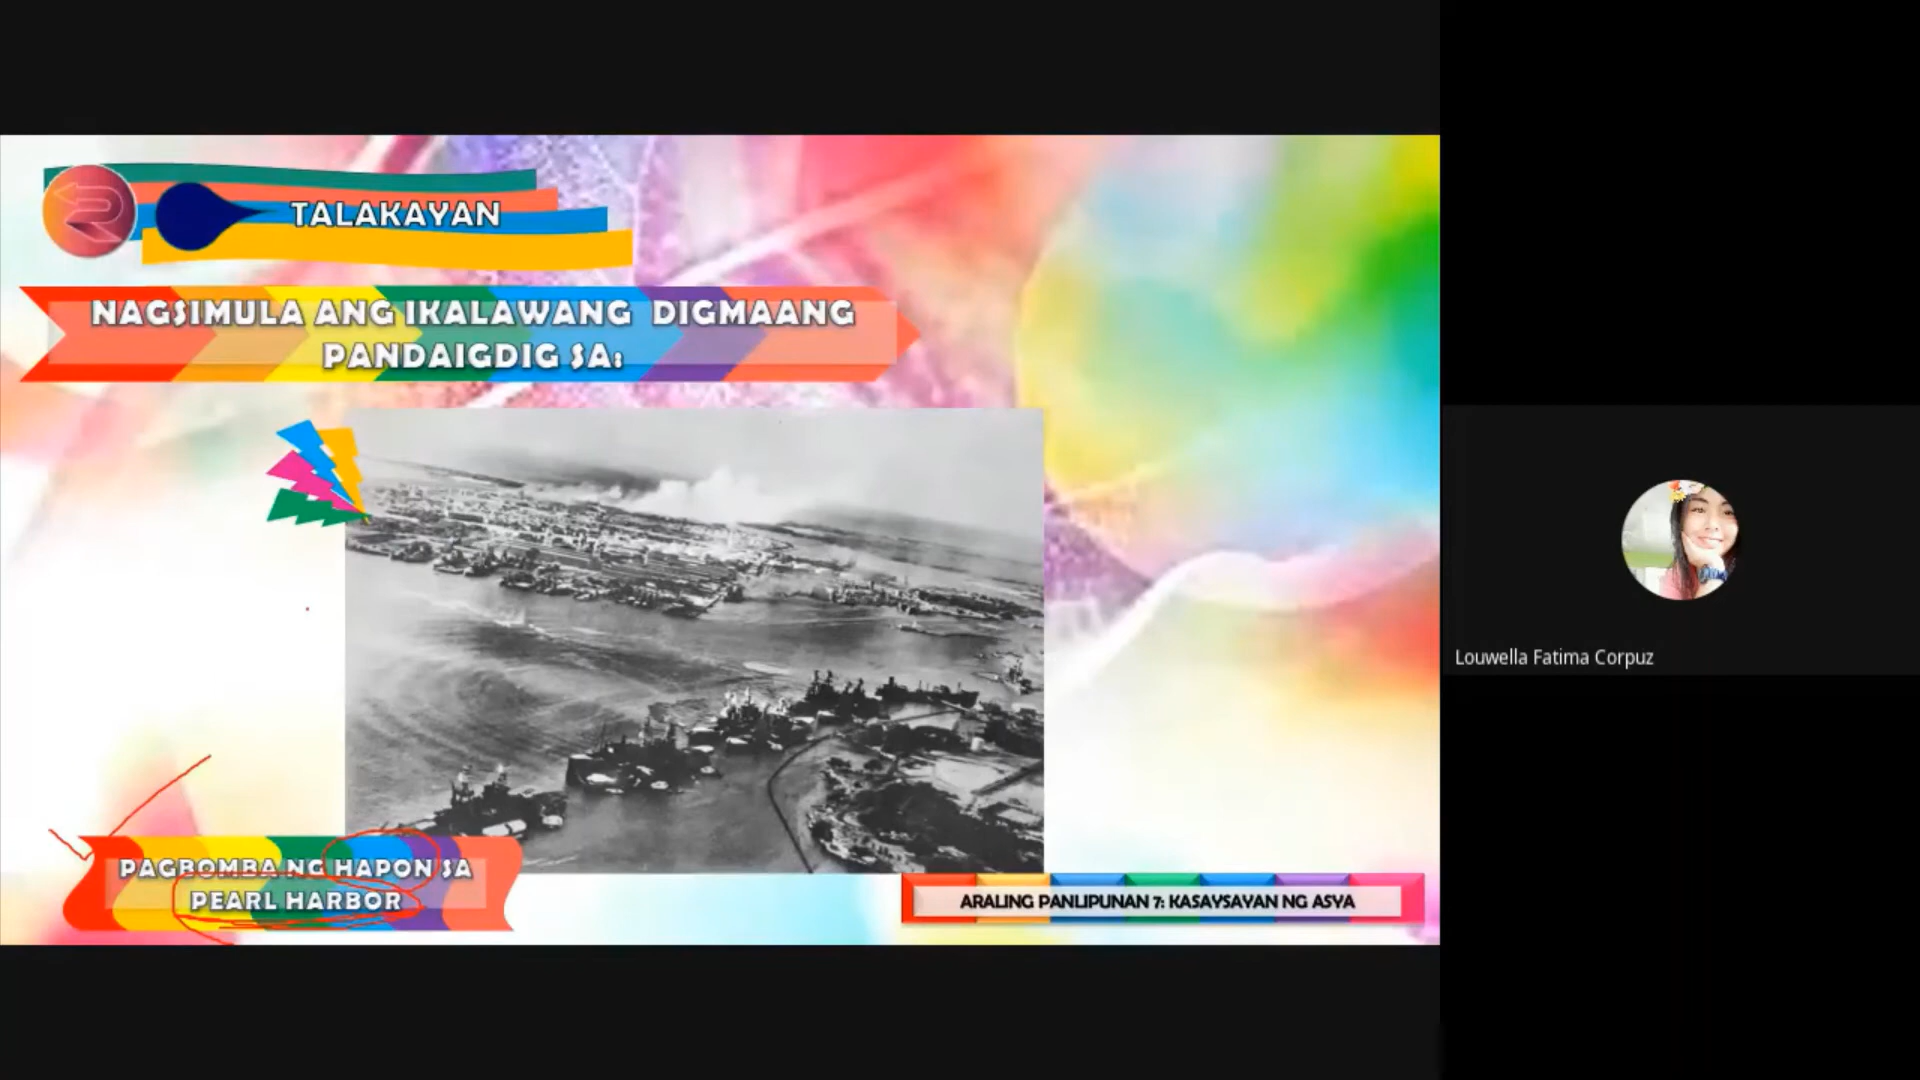 TALAKAYAN
NAGSIMULA ANG IKALAWANG DIGMAANG
PANDAIGDIG SA:
PAGBOMBA NG HAPON SA
PEARL HARBOR
ARALING PANLIPUNAN 7: KASAYSAYAN NG ASYA
Louwella Fatima Corpuz